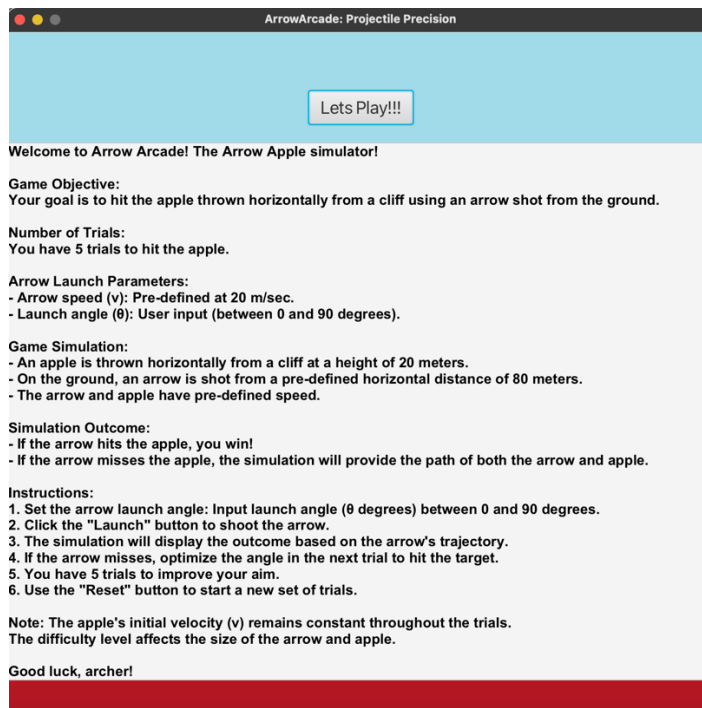 ArrowArcade: Projectile Precision
Lets Play!!!
Welcome to Arrow Arcade! The Arrow Apple simulator!
Game Objective:
Your goal is to hit the apple thrown horizontally from a cliff using an arrow shot from the ground.
Number of Trials:
You have 5 trials to hit the apple.
Arrow Launch Parameters:
- Arrow speed (v): Pre-defined at 20 m/sec.
- Launch angle (θ): User input (between 0 and 90 degrees).
Game Simulation:
- An apple is thrown horizontally from a cliff at a height of 20 meters.
- On the ground, an arrow is shot from a pre-defined horizontal distance of 80 meters.
- The arrow and apple have pre-defined speed.
Simulation Outcome:
- If the arrow hits the apple, you win!
- If the arrow misses the apple, the simulation will provide the path of both the arrow and apple.
Instructions:
1. Set the arrow launch angle: Input launch angle (θ degrees) between 0 and 90 degrees.
2. Click the "Launch" button to shoot the arrow.
3. The simulation will display the outcome based on the arrow's trajectory.
4. If the arrow misses, optimize the angle in the next trial to hit the target.
5. You have 5 trials to improve your aim.
6. Use the "Reset" button to start a new set of trials.
Note: The apple's initial velocity (v) remains constant throughout the trials.
The difficulty level affects the size of the arrow and apple.
Good luck, archer!